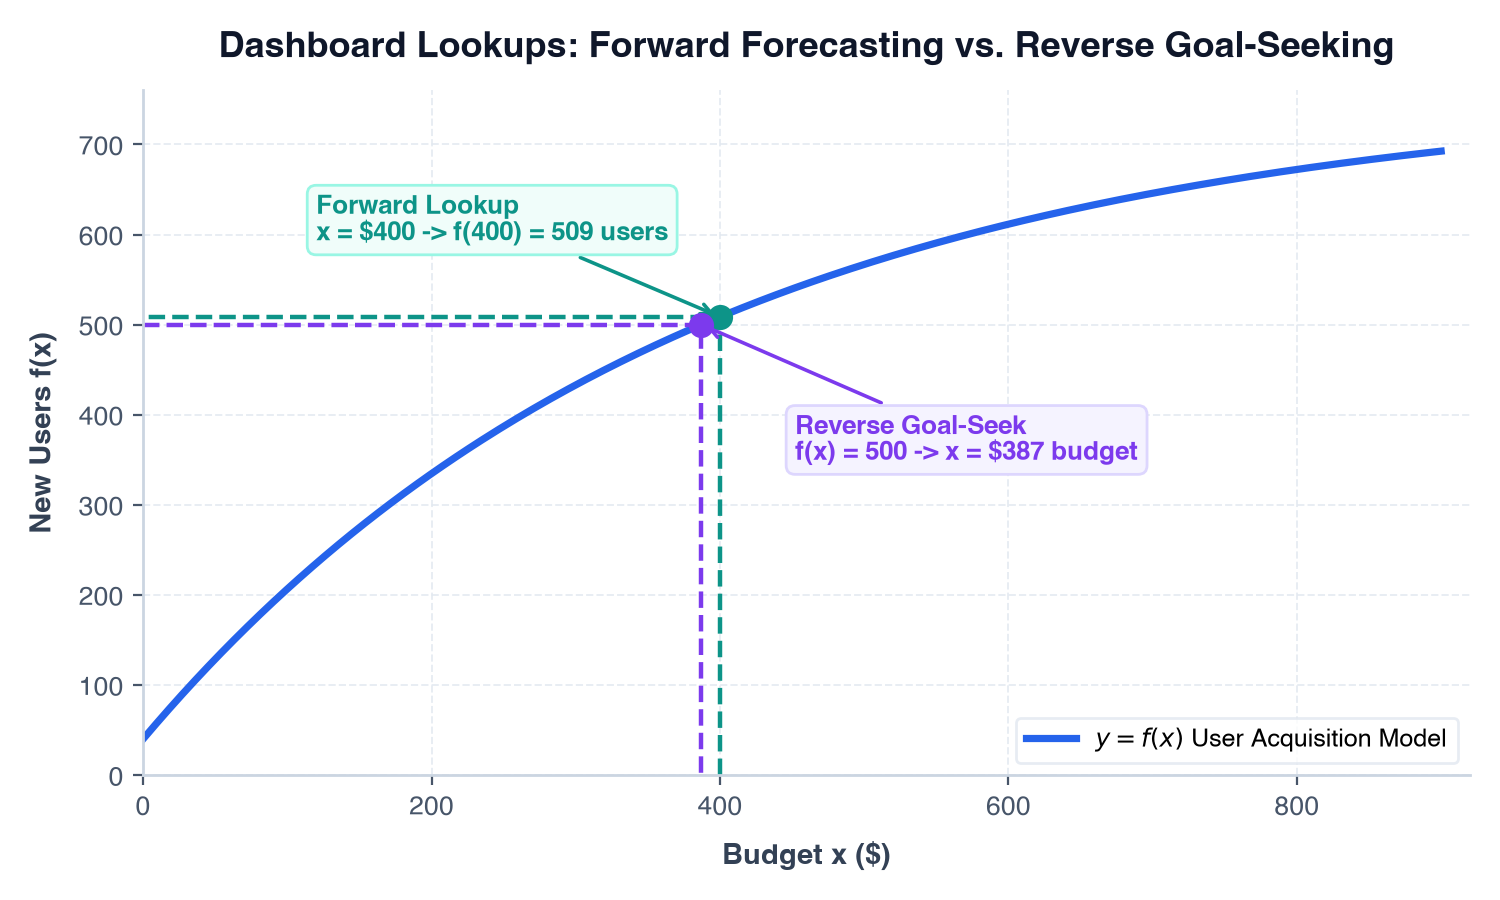 Dashboard Lookups: Forward Forecasting vs. Reverse Goal-Seeking
700
600
500
400
300
200
100
0
New Users f(x)
Forward Lookup
x = $400 -> f(400) = 509 users
Reverse Goal-Seek
f(x) = 500 -> x = $387 budget
y = f(x) User Acquisition Model
0
200
400
600
800
Budget x ($)